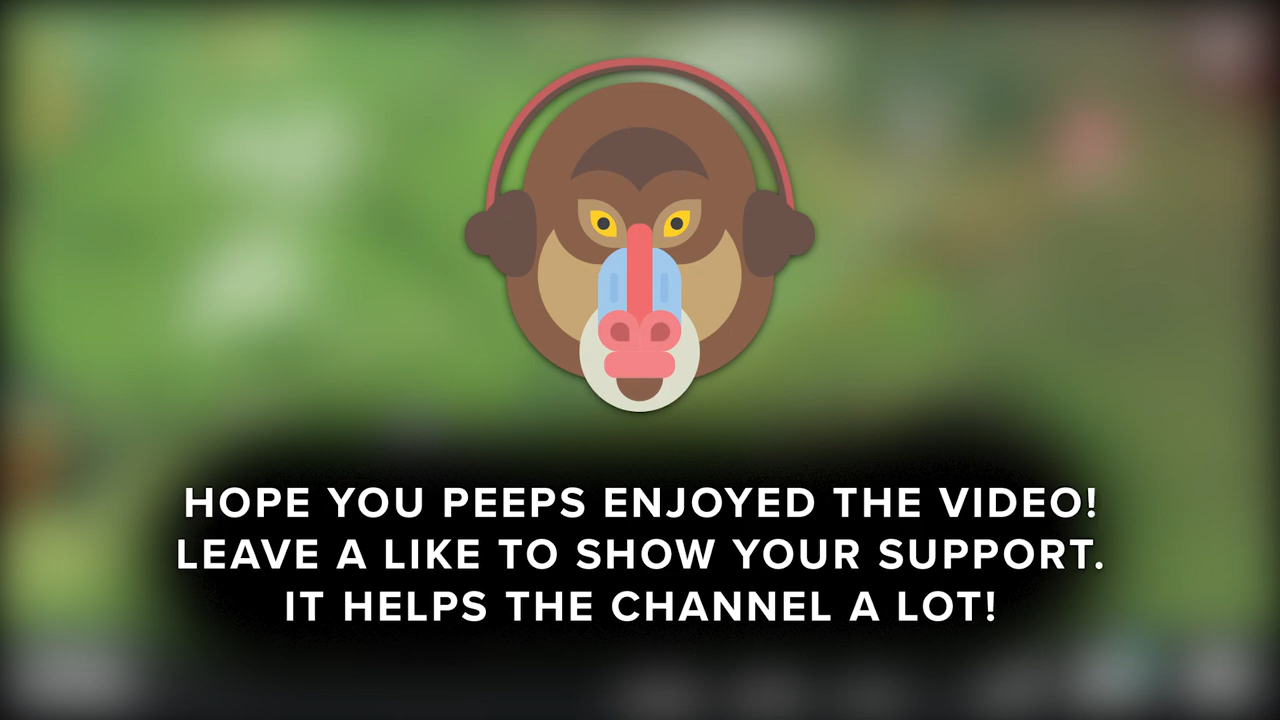 HOPE YOU PEEPS ENJOYED THE VIDEO!
LEAVE A LIKE TO SHOW YOUR SUPPORT.
IT HELPS THE CHANNEL A LOT!